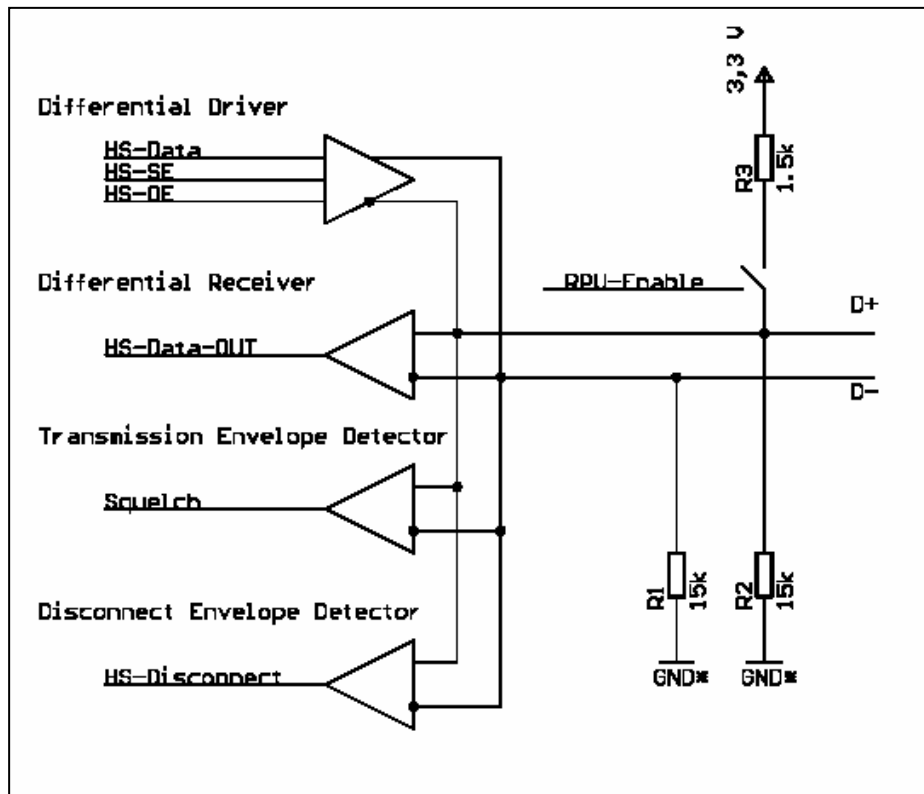 3,3 V
Differential Driver
HS-Data
HS-SE
HS-OE
R3
1.5k
Differential Receiver
RPU-Enable
D+
HS-Data-OUT
D-
Transmission Envelope Detector
Squelch
R1
15k
R2
15k
Disconnect Envelope Detector
HS-Disconnect
GND*
GND*